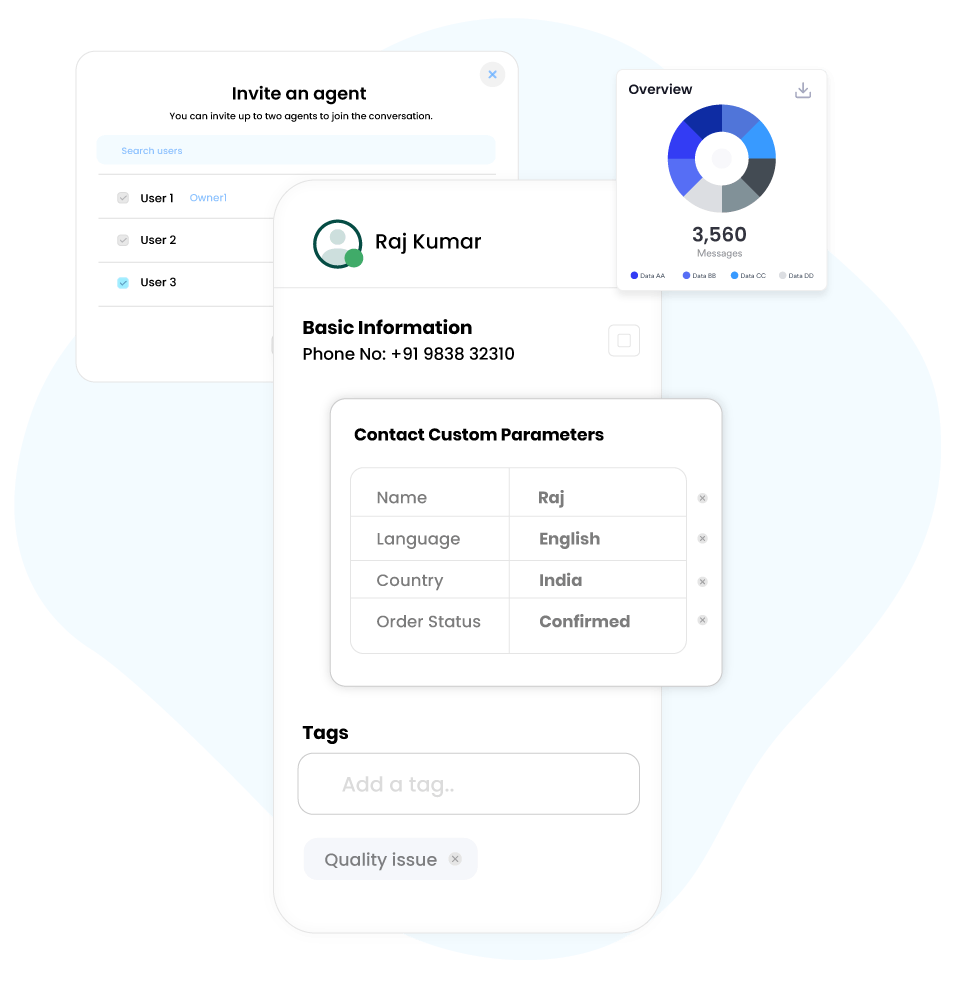 Invite an agent
You can invite up to two agents to join the conversation.
Search users
User 1 Owner1
User 2
User 3
Overview
3,560
Messages
Data AA Data BB Data CC Data DD
Raj Kumar
Basic Information
Phone No: +91 9838 32310
Contact Custom Parameters
Name Raj
Language English
Country India
Order Status Confirmed
Tags
Add a tag..
Quality issue